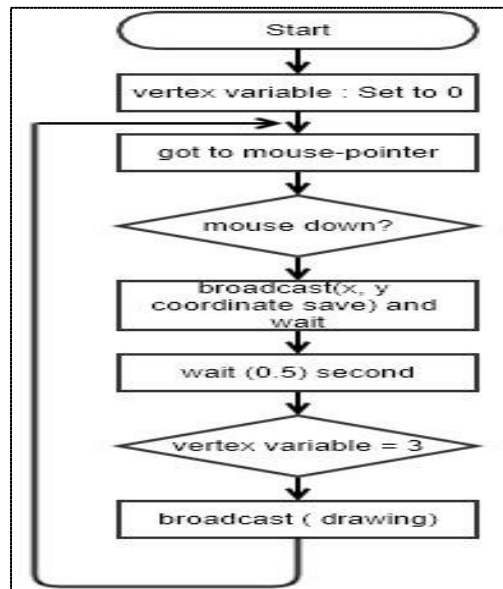 Start
vertex variable : Set to 0
got to mouse-pointer
mouse down?
broadcast(x, y
coordinate save) and
wait
wait (0.5) second
vertex variable = 3
broadcast ( drawing)